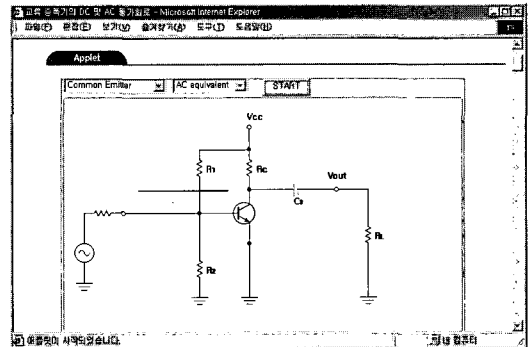 교류 증폭기의 DC 및 AC 등가회로 - Microsoft Internet Explorer
파일(F) 편집(E) 보기(V) 즐겨찾기(A) 도구(T) 도움말(H)
Applet
Common Emitter AC equivalent START
Vcc
R1 Rc Vout
C3
RL
R2
애플릿이 시작되었습니다. 내 컴퓨터